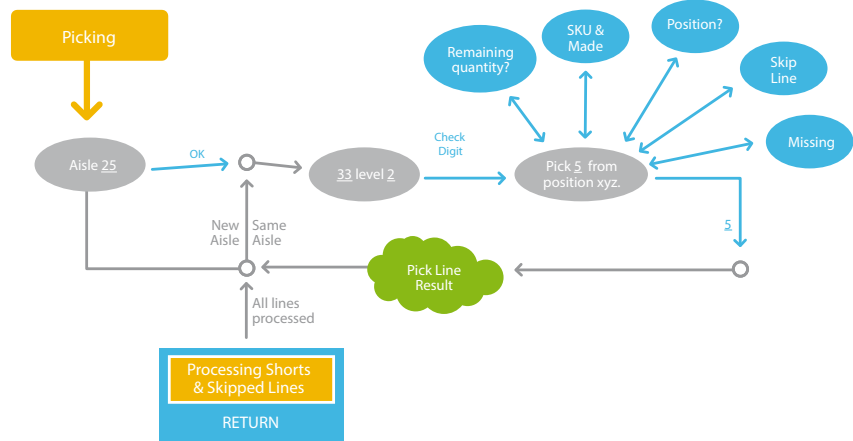 Picking
Remaining
quantity?
SKU &
Made
Position?
Skip
Line
Missing
Aisle 25
OK
33 level 2
Check
Digit
Pick 5 from
position xyz.
5
New
Aisle
Same
Aisle
Pick Line
Result
All lines
processed
Processing Shorts
& Skipped Lines
RETURN